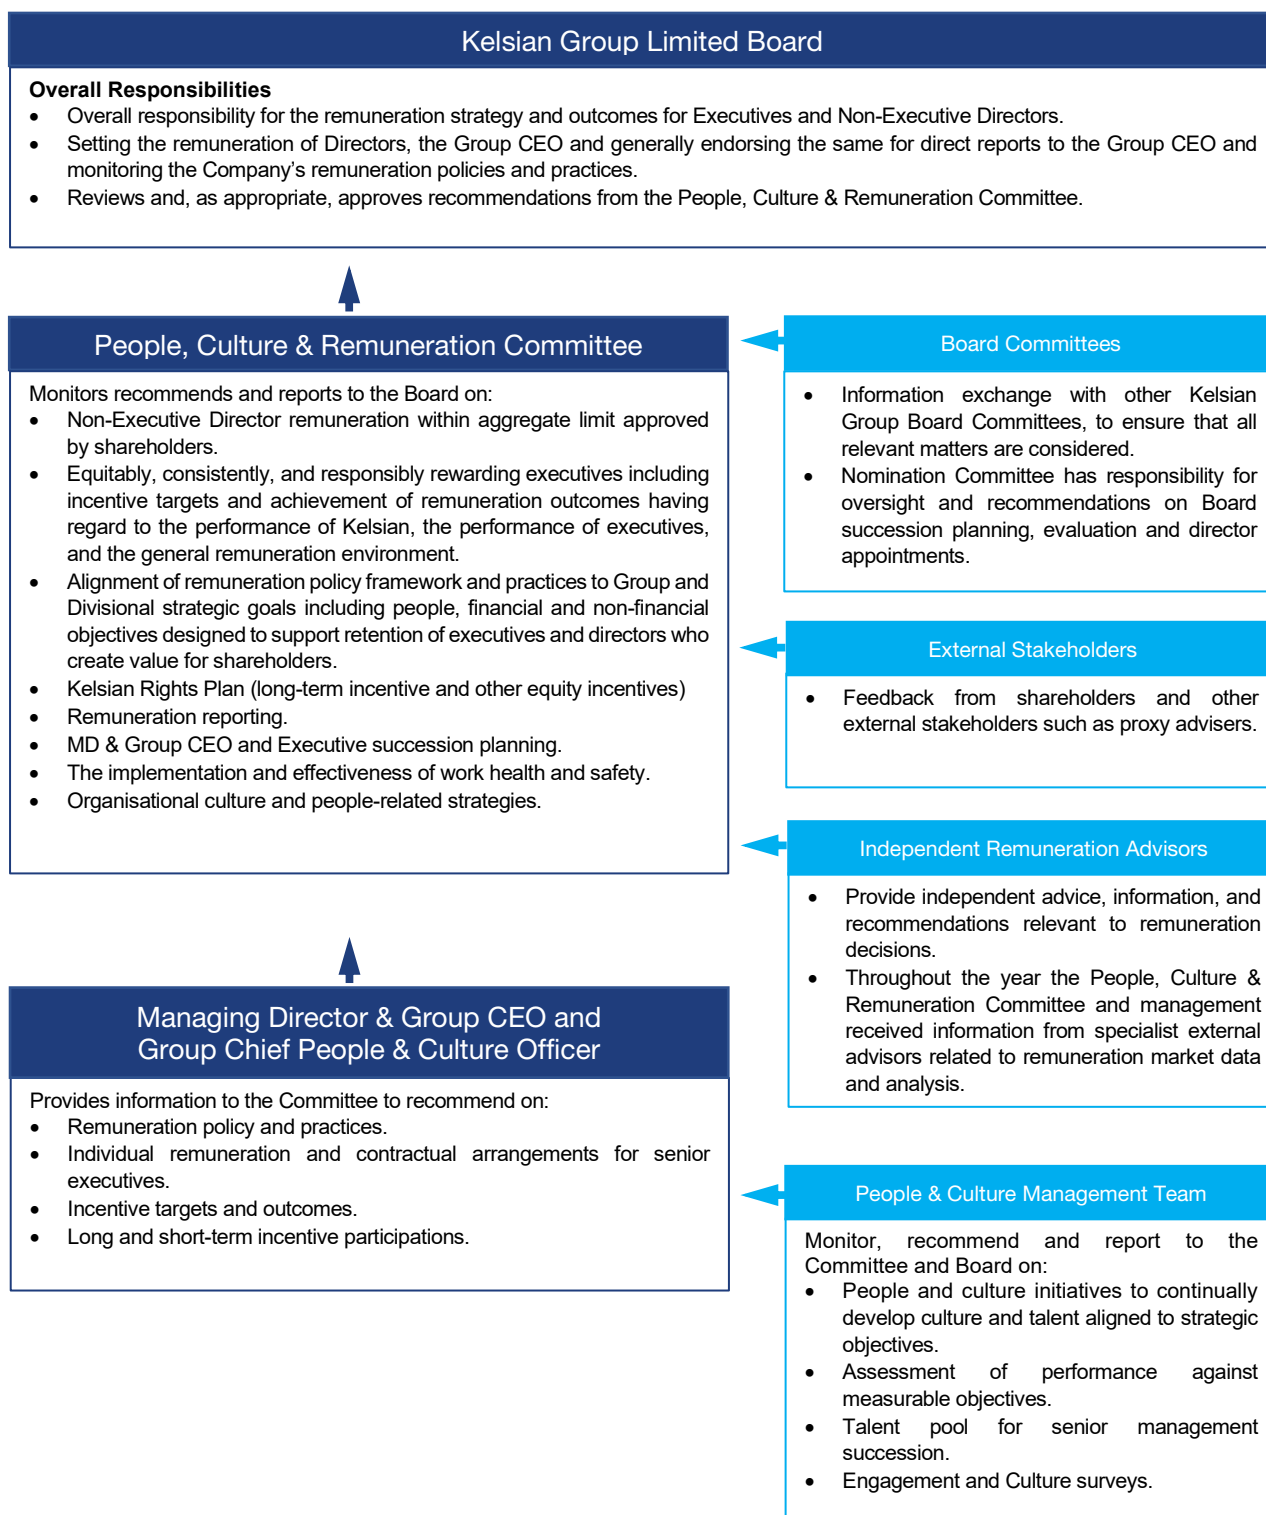 Kelsian Group Limited Board
Overall Responsibilities
• Overall responsibility for the remuneration strategy and outcomes for Executives and Non-Executive Directors.
• Setting the remuneration of Directors, the Group CEO and generally endorsing the same for direct reports to the Group CEO and
monitoring the Company's remuneration policies and practices.
• Reviews and, as appropriate, approves recommendations from the People, Culture & Remuneration Committee.
People, Culture & Remuneration Committee
Monitors recommends and reports to the Board on:
• Non-Executive Director remuneration within aggregate limit approved
by shareholders.
• Equitably, consistently, and responsibly rewarding executives including
incentive targets and achievement of remuneration outcomes having
regard to the performance of Kelsian, the performance of executives,
and the general remuneration environment.
• Alignment of remuneration policy framework and practices to Group and
Divisional strategic goals including people, financial and non-financial
objectives designed to support retention of executives and directors who
create value for shareholders.
• Kelsian Rights Plan (long-term incentive and other equity incentives)
• Remuneration reporting.
• MD & Group CEO and Executive succession planning.
• The implementation and effectiveness of work health and safety.
• Organisational culture and people-related strategies.
Board Committees
• Information exchange with other Kelsian
Group Board Committees, to ensure that all
relevant matters are considered.
• Nomination Committee has responsibility for
oversight and recommendations on Board
succession planning, evaluation and director
appointments.
External Stakeholders
• Feedback from shareholders and other
external stakeholders such as proxy advisers.
Independent Remuneration Advisors
• Provide independent advice, information, and
recommendations relevant to remuneration
decisions.
• Throughout the year the People, Culture &
Remuneration Committee and management
received information from specialist external
advisors related to remuneration market data
and analysis.
Managing Director & Group CEO and
Group Chief People & Culture Officer
Provides information to the Committee to recommend on:
• Remuneration policy and practices.
• Individual remuneration and contractual arrangements for senior
executives.
• Incentive targets and outcomes.
• Long and short-term incentive participations.
People & Culture Management Team
Monitor, recommend and report to the
Committee and Board on:
• People and culture initiatives to continually
develop culture and talent aligned to strategic
objectives.
• Assessment of performance against
measurable objectives.
• Talent pool for senior management
succession.
• Engagement and Culture surveys.